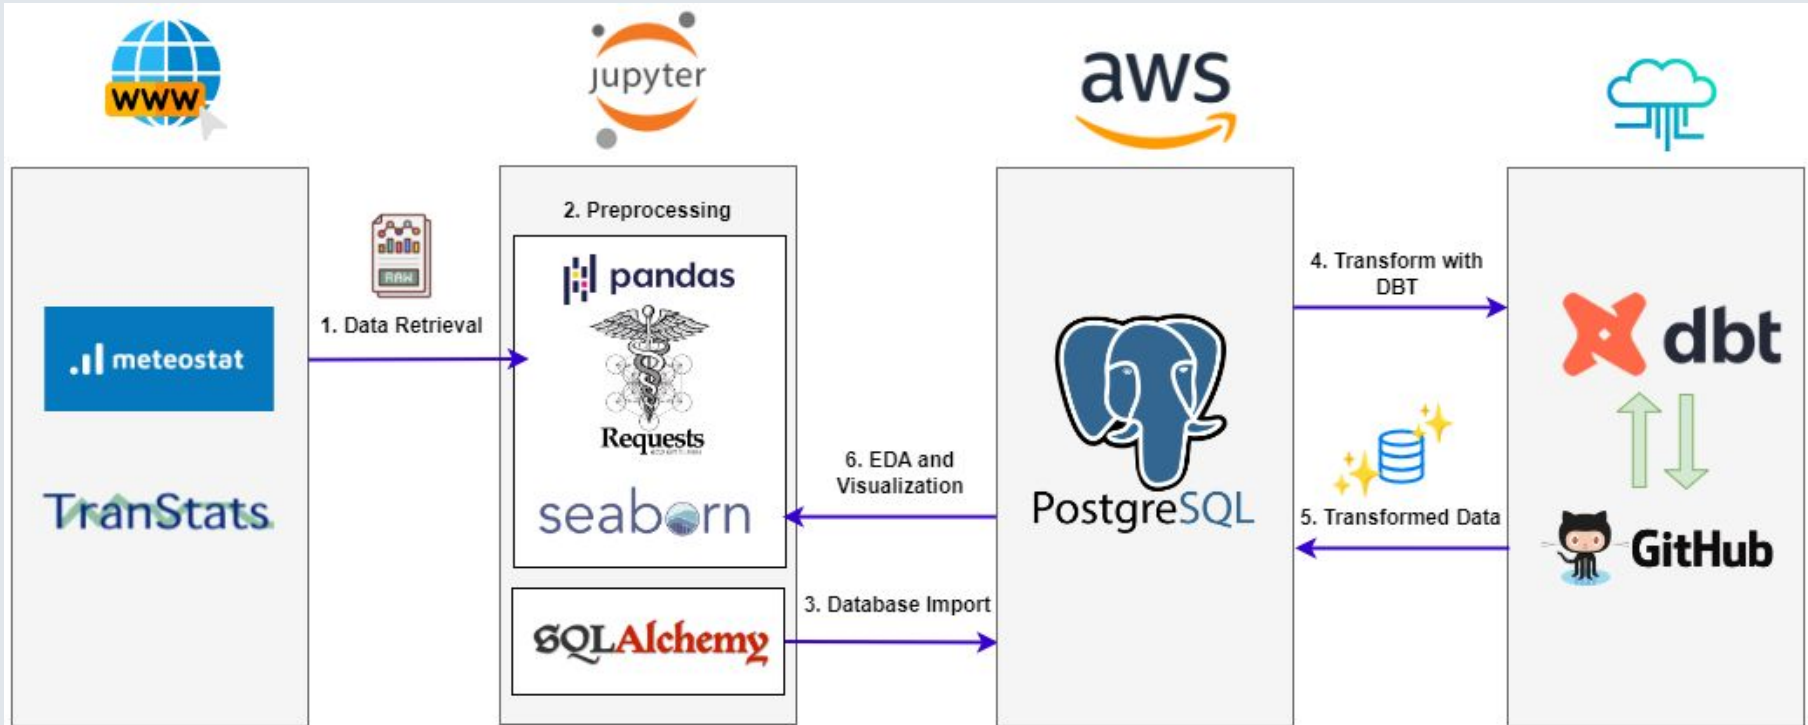 www
jupyter
aws
2. Preprocessing
RAW
1. Data Retrieval
meteostat
TranStats
pandas
Requests
seaborn
SQLAlchemy
6. EDA and
Visualization
3. Database Import
PostgreSQL
4. Transform with
DBT
5. Transformed Data
dbt
GitHub